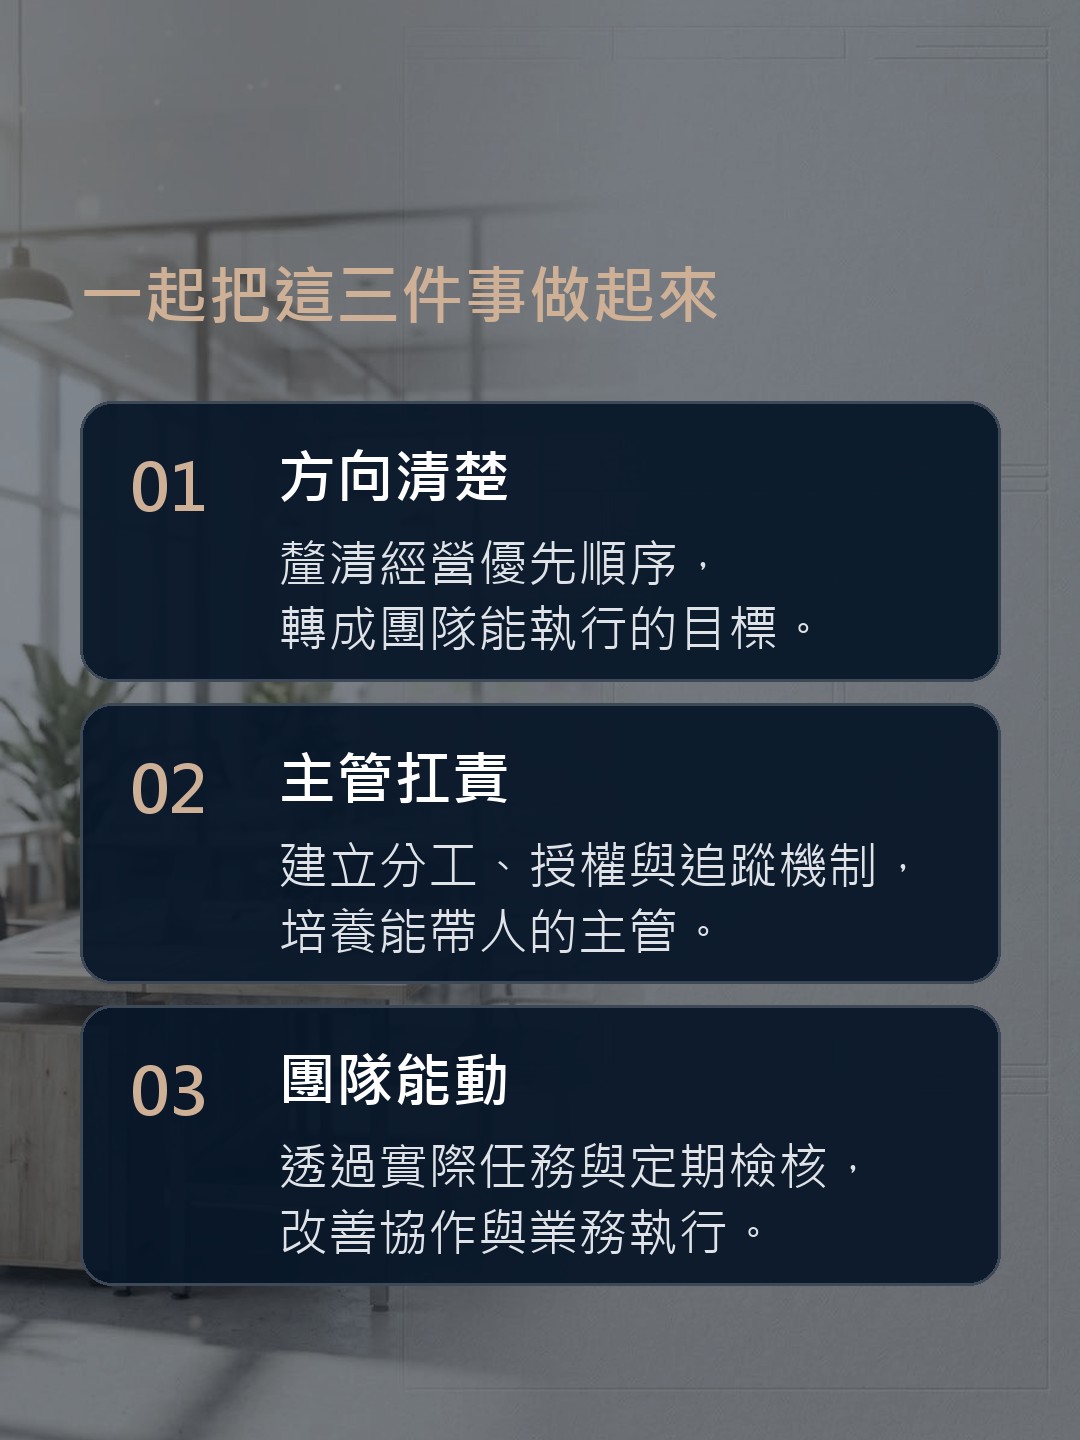 一起把這三件事做起來
01
方向清楚
釐清經營優先順序，
轉成團隊能執行的目標。
02
主管扛責
建立分工、授權與追蹤機制，
培養能帶人的主管。
03
團隊能動
透過實際任務與定期檢核，
改善協作與業務執行。